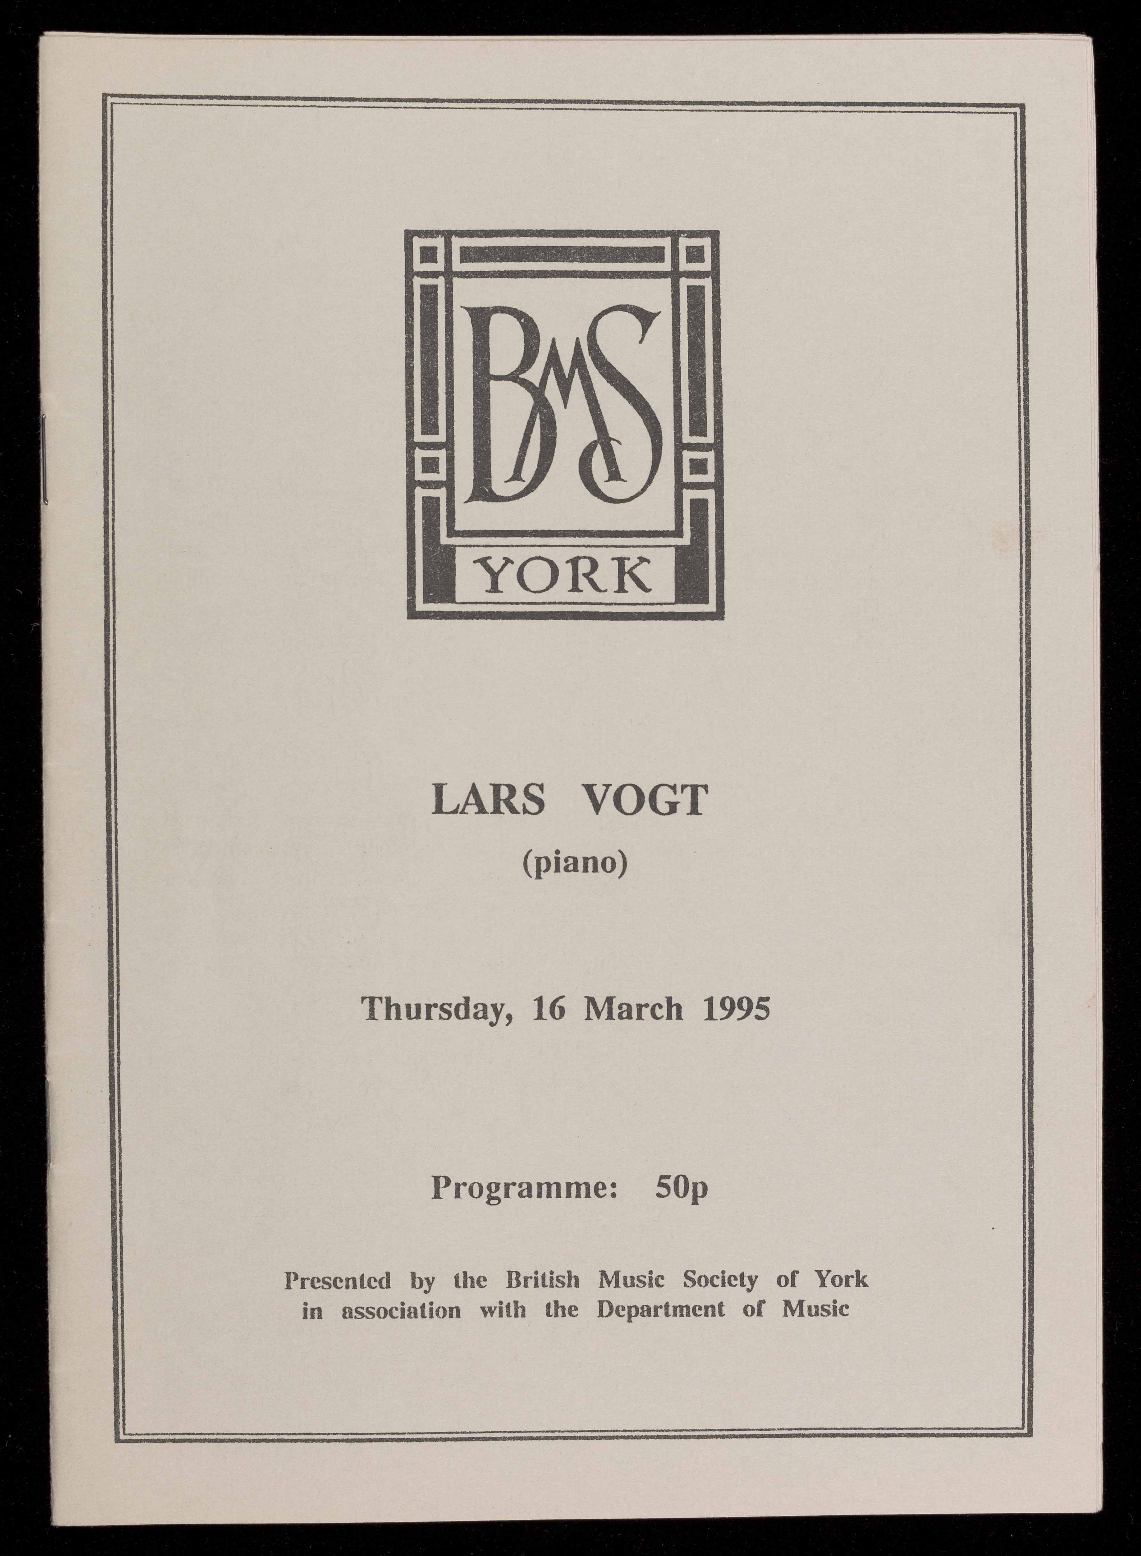 BMS
YORK
LARS VOGT
(piano)
Thursday, 16 March 1995
Programme: 50p
Presented by the British Music Society of York
in association with the Department of Music